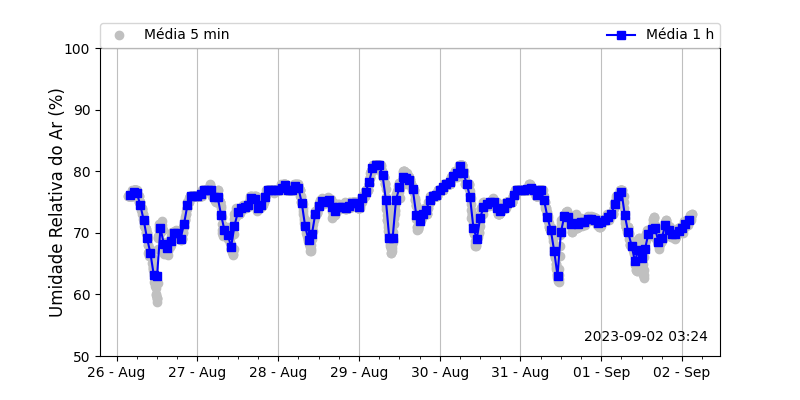 Média 5 min
Média 1 h
Umidade Relativa do Ar (%)
100
90
80
70
60
50
2023-09-02 03:24
26 - Aug
27 - Aug
28 - Aug
29 - Aug
30 - Aug
31 - Aug
01 - Sep
02 - Sep